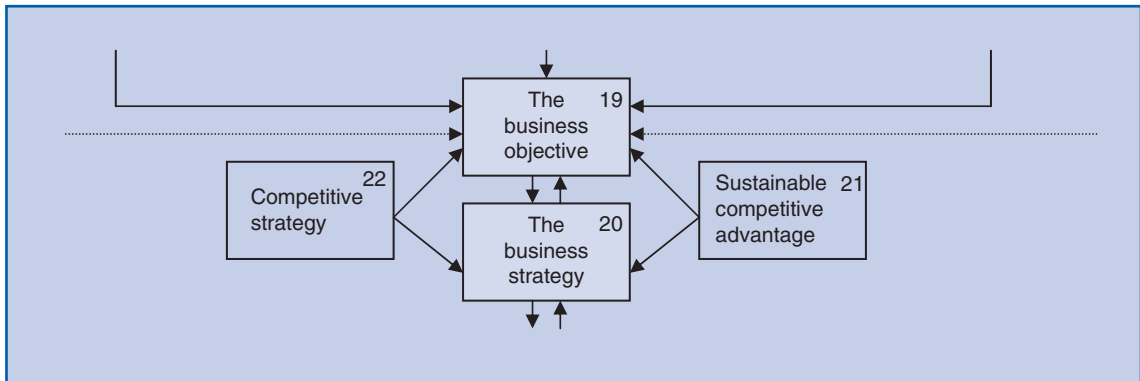 The 19
business
objective
Competitive 22
strategy
Sustainable 21
competitive
advantage
The 20
business
strategy